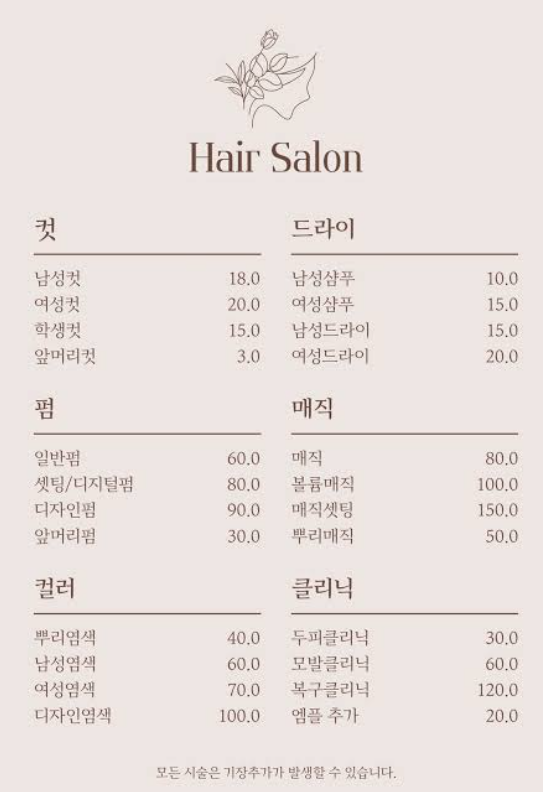 Hair Salon
컷
남성컷 18.0
여성컷 20.0
학생컷 15.0
앞머리컷 3.0
드라이
남성샴푸 10.0
여성샴푸 15.0
남성드라이 15.0
여성드라이 20.0
펌
일반펌 60.0
셋팅/디지털펌 80.0
디자인펌 90.0
앞머리펌 30.0
매직
매직 80.0
볼륨매직 100.0
매직셋팅 150.0
뿌리매직 50.0
컬러
뿌리염색 40.0
남성염색 60.0
여성염색 70.0
디자인염색 100.0
클리닉
두피클리닉 30.0
모발클리닉 60.0
복구클리닉 120.0
엠플 추가 20.0
모든 시술은 기장추가가 발생할 수 있습니다.